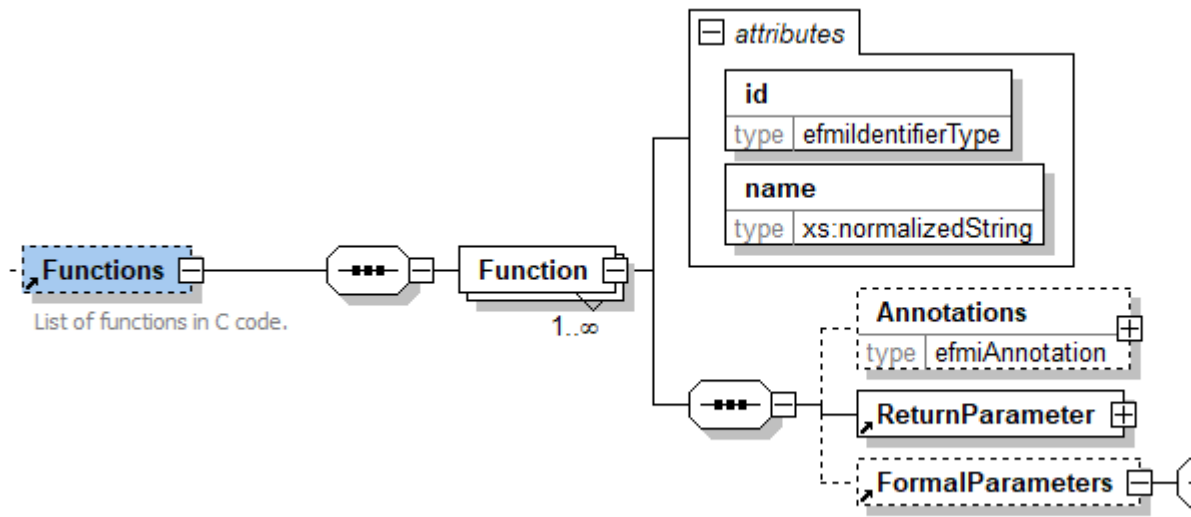 attributes
id
type efmiIdentifierType
name
type xs:normalizedString
Functions
List of functions in C code.
Function
1..∞
Annotations
type efmiAnnotation
ReturnParameter
FormalParameters